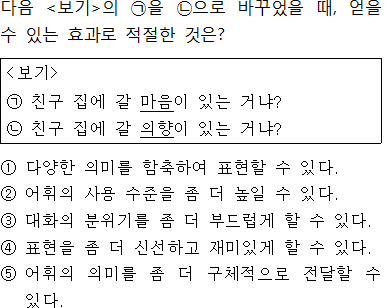 다음 <보기>의 ㉠을 ㉡으로 바꾸었을 때, 얻을
수 있는 효과로 적절한 것은?
<보기>
㉠ 친구 집에 갈 마음이 있는 거냐?
㉡ 친구 집에 갈 의향이 있는 거냐?
① 다양한 의미를 함축하여 표현할 수 있다.
② 어휘의 사용 수준을 좀 더 높일 수 있다.
③ 대화의 분위기를 좀 더 부드럽게 할 수 있다.
④ 표현을 좀 더 신선하고 재미있게 할 수 있다.
⑤ 어휘의 의미를 좀 더 구체적으로 전달할 수
있다.